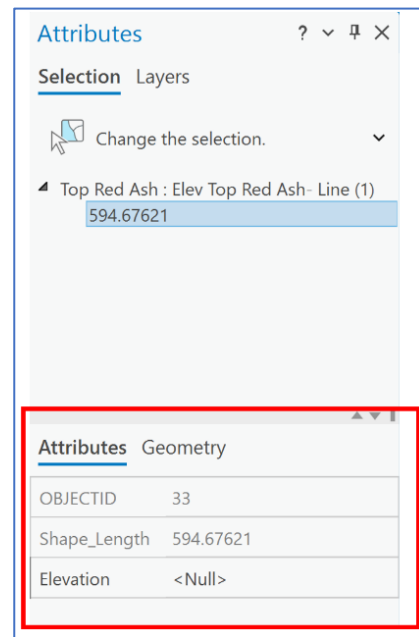 Attributes ?
Selection Layers
Change the selection.
Top Red Ash : Elev Top Red Ash- Line (1)
594.67621
Attributes Geometry
OBJECTID 33
Shape_Length 594.67621
Elevation <Null>